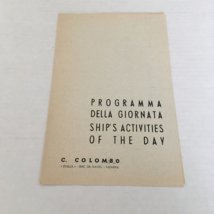 PROGRAMMA
DELLA GIORNATA
SHIP'S ACTIVITIES
OF THE DAY
C. COLOMBO